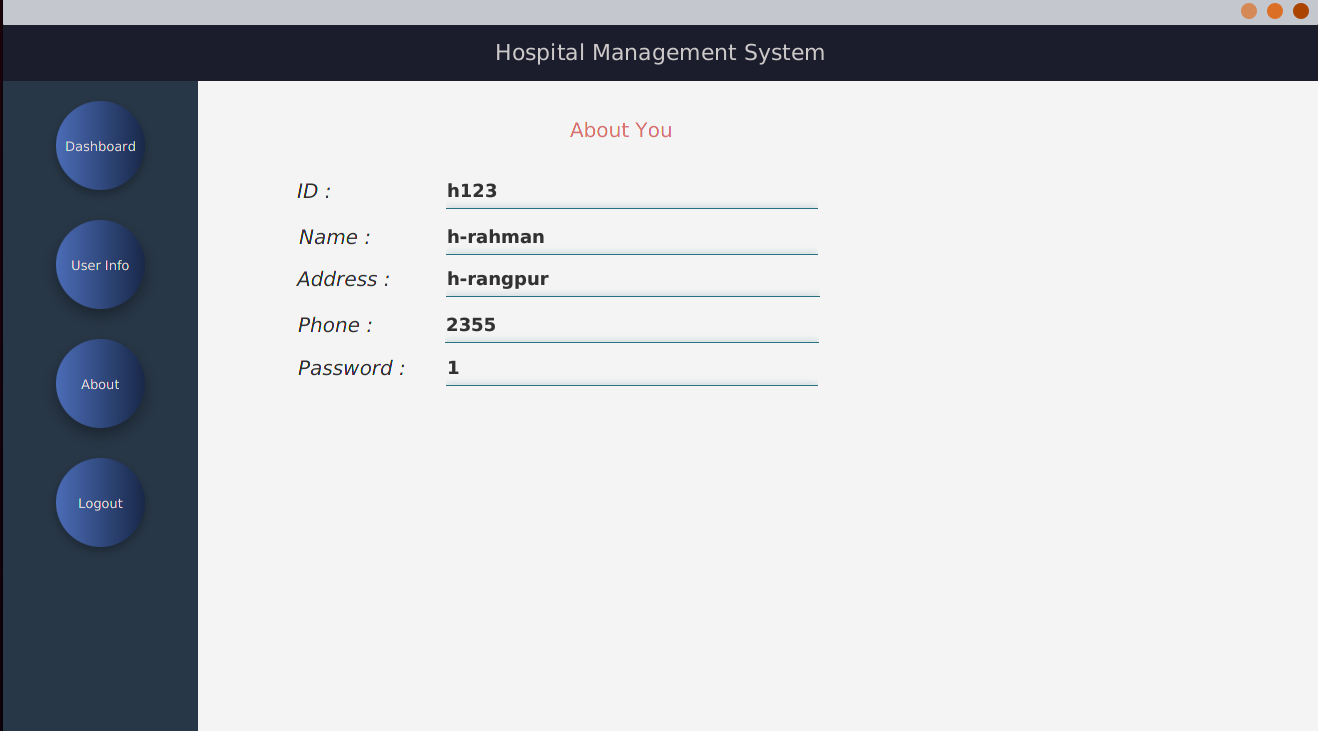 Hospital Management System
Dashboard
User Info
About
Logout
About You
ID : h123
Name : h-rahman
Address : h-rangpur
Phone : 2355
Password : 1